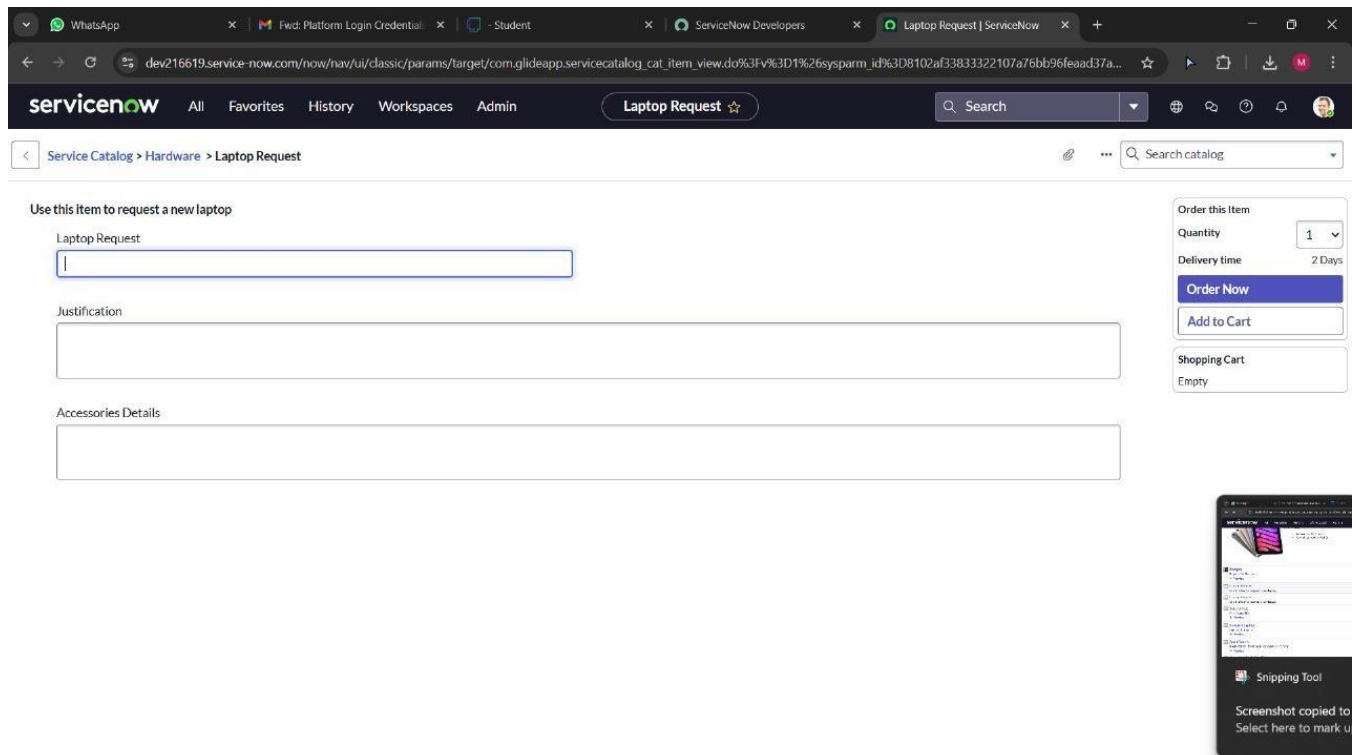 WhatsApp
Fwd: Platform Login Credential
- Student
ServiceNow Developers
Laptop Request | ServiceNow
dev216619.service-now.com/now/nav/ui/classic/params/target/com.glideapp.servicecatalog_cat_item_view.do%3Fv%3D1%26sysparm_id%3D8102af33833322107a76bb96feaad37a...
M
servicenow All Favorites History Workspaces Admin Laptop Request Search
Service Catalog > Hardware > Laptop Request
Search catalog
Use this item to request a new laptop
Laptop Request
Justification
Accessories Details
Order this Item
Quantity 1
Delivery time 2 Days
Order Now
Add to Cart
Shopping Cart
Empty
Snipping Tool
Screenshot copied to
Select here to mark u